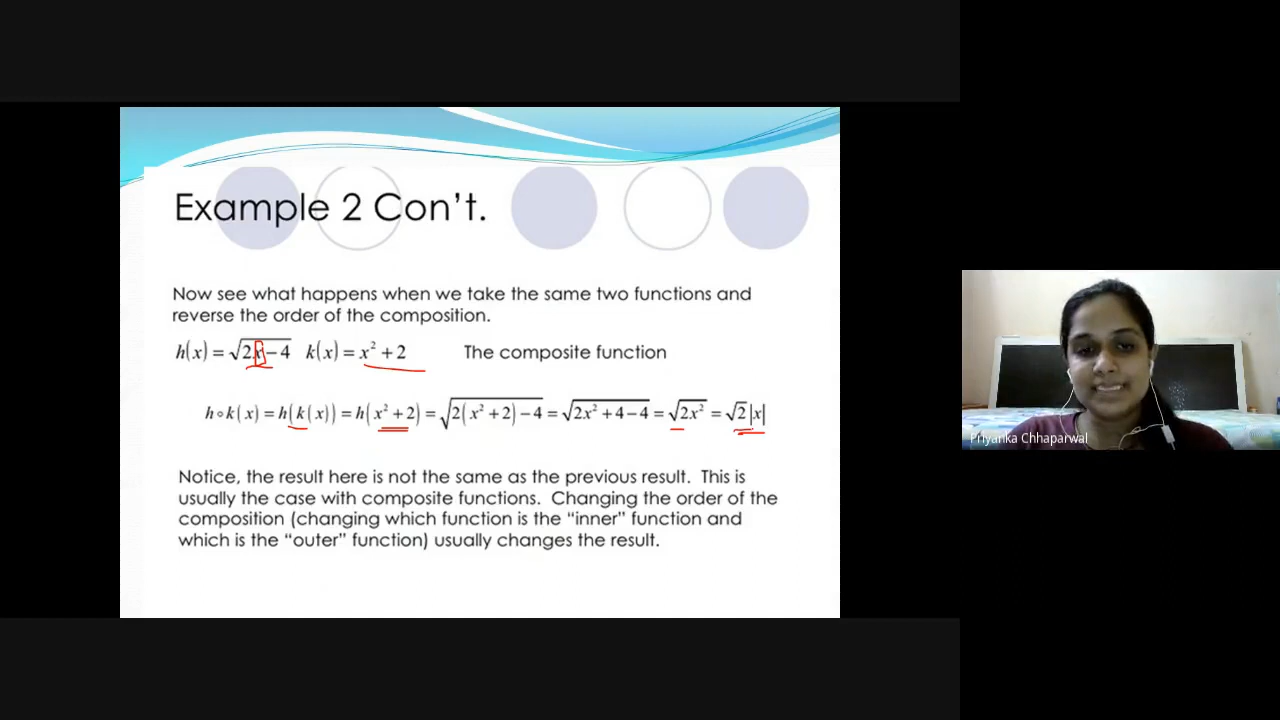 Example 2 Con't.
Now see what happens when we take the same two functions and
reverse the order of the composition.
h(x) = √(2x−4) k(x) = x² + 2 The composite function
h∘k(x) = h(k(x)) = h(x² + 2) = √(2(x² + 2) − 4) = √(2x² + 4 − 4) = √(2x²) = √2|x|
Notice, the result here is not the same as the previous result. This is
usually the case with composite functions. Changing the order of the
composition (changing which function is the “inner” function and
which is the “outer” function) usually changes the result.
Priyanka Chhaparwal